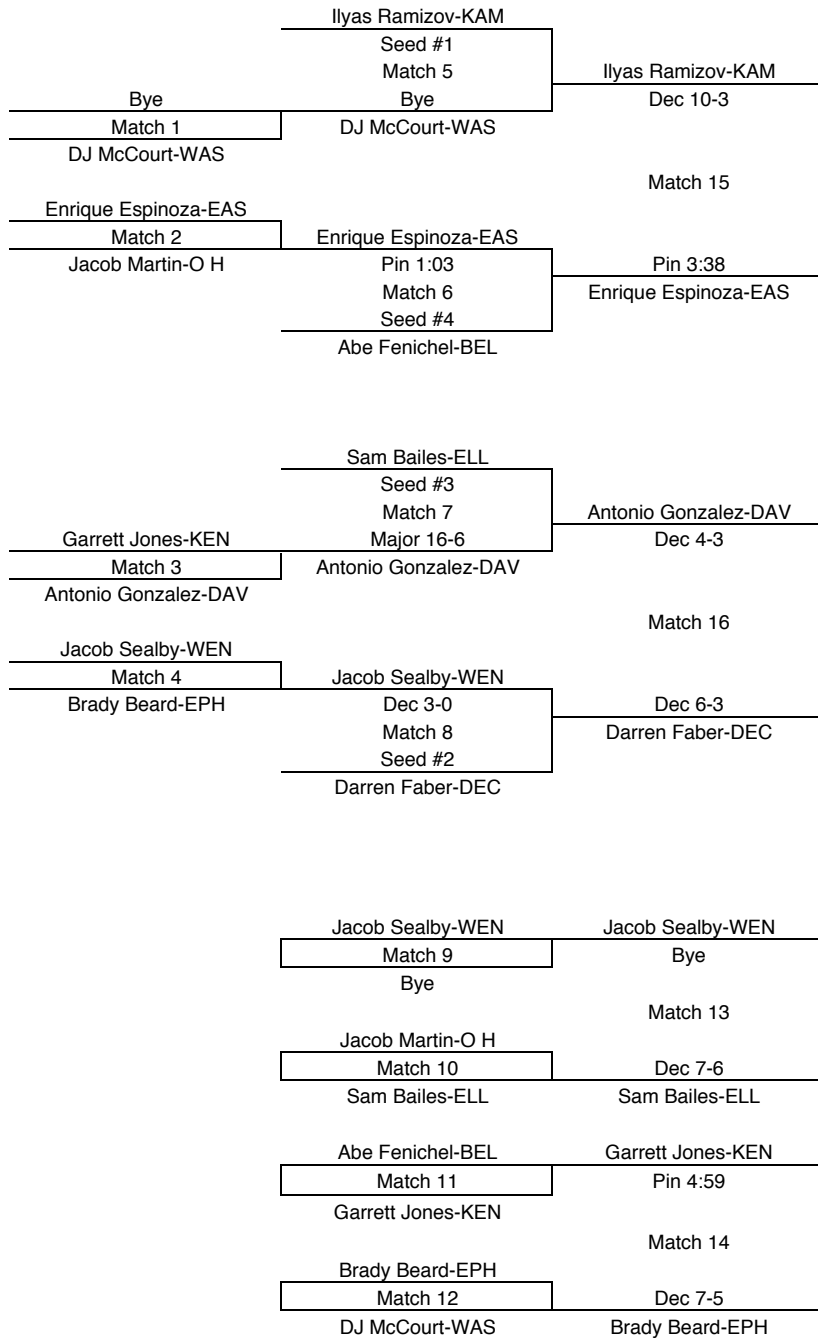 Ilyas Ramizov-KAM
Seed #1
Match 5 Ilyas Ramizov-KAM
Bye Bye Dec 10-3
Match 1 DJ McCourt-WAS
DJ McCourt-WAS
Match 15
Enrique Espinoza-EAS
Match 2 Enrique Espinoza-EAS
Jacob Martin-O H Pin 1:03 Pin 3:38
Match 6 Enrique Espinoza-EAS
Seed #4
Abe Fenichel-BEL
Sam Bailes-ELL
Seed #3
Match 7 Antonio Gonzalez-DAV
Garrett Jones-KEN Major 16-6 Dec 4-3
Match 3 Antonio Gonzalez-DAV
Antonio Gonzalez-DAV
Match 16
Jacob Sealby-WEN
Match 4 Jacob Sealby-WEN
Brady Beard-EPH Dec 3-0 Dec 6-3
Match 8 Darren Faber-DEC
Seed #2
Darren Faber-DEC
Jacob Sealby-WEN Jacob Sealby-WEN
Match 9 Bye
Bye
Match 13
Jacob Martin-O H
Match 10 Dec 7-6
Sam Bailes-ELL Sam Bailes-ELL
Abe Fenichel-BEL Garrett Jones-KEN
Match 11 Pin 4:59
Garrett Jones-KEN
Match 14
Brady Beard-EPH
Match 12 Dec 7-5
DJ McCourt-WAS Brady Beard-EPH